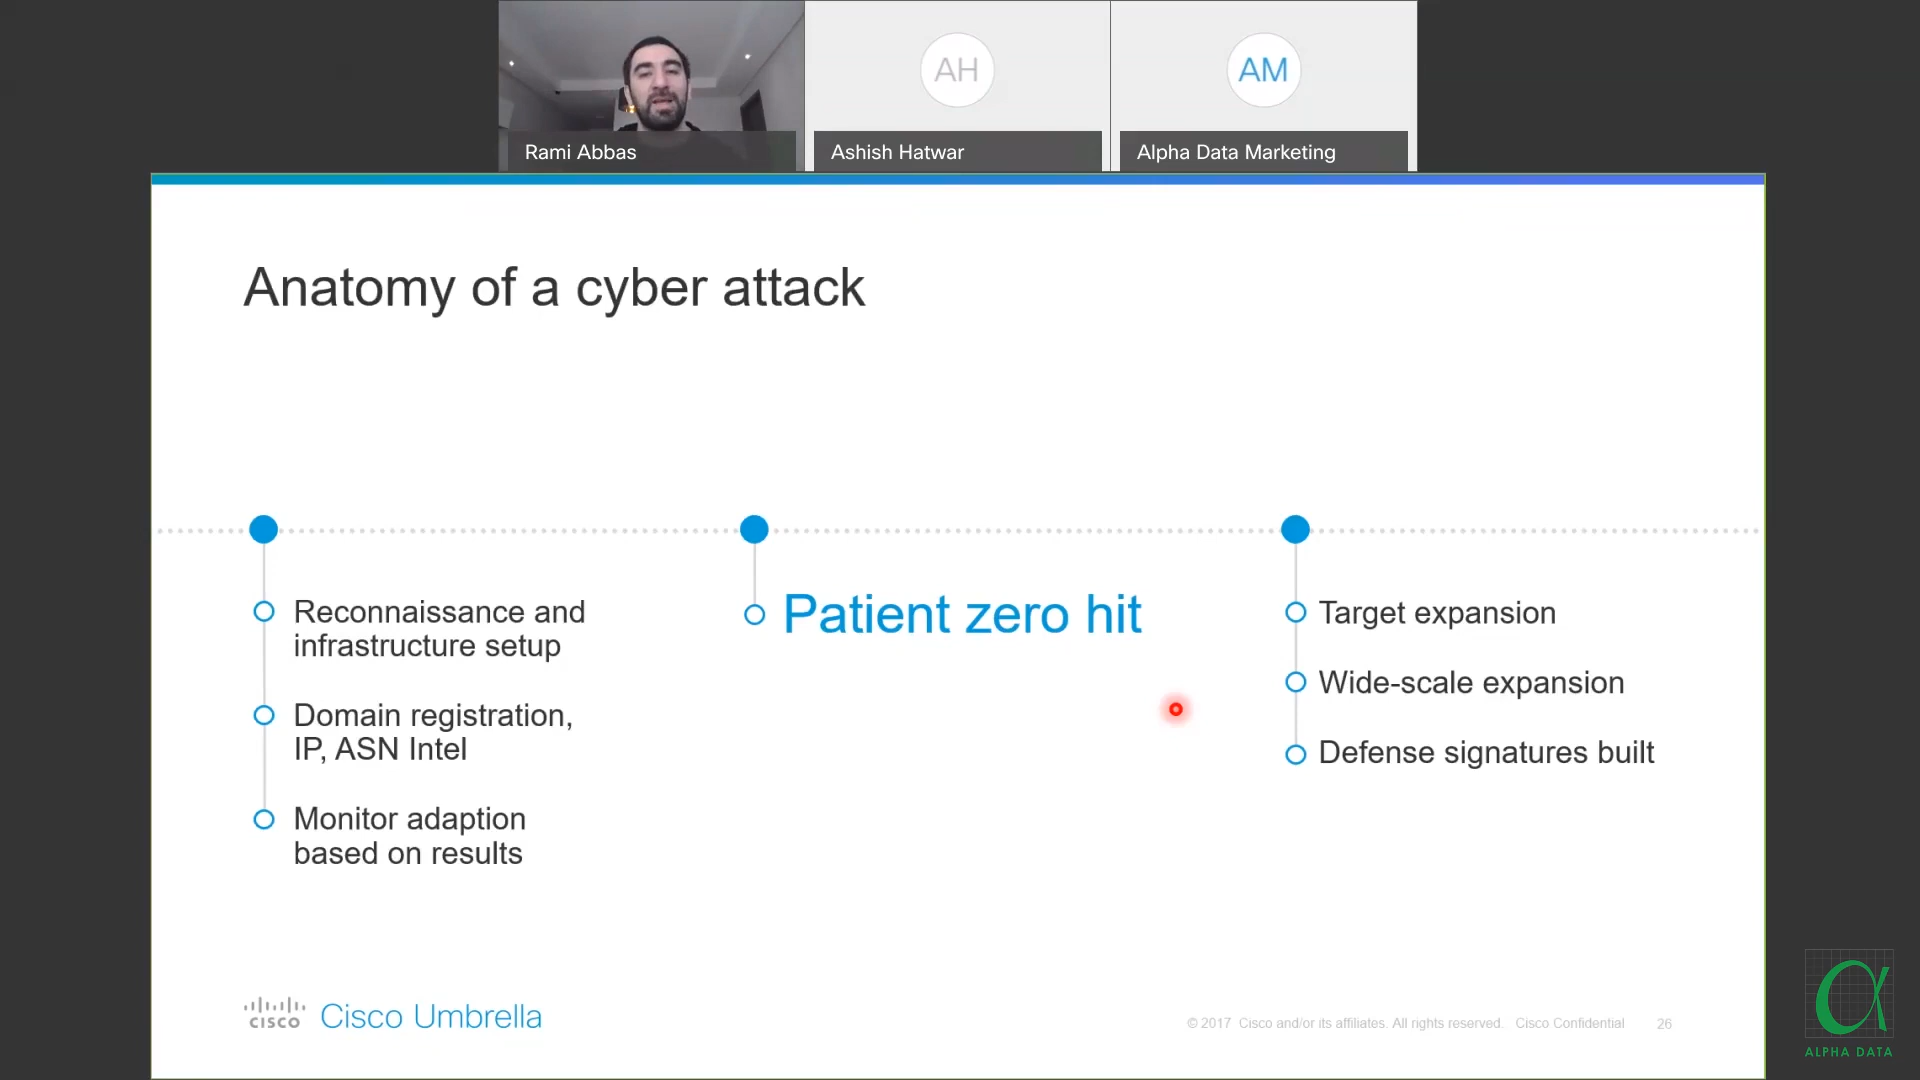 AH
AM
Rami Abbas
Ashish Hatwar
Alpha Data Marketing
Anatomy of a cyber attack
Reconnaissance and
infrastructure setup
Domain registration,
IP, ASN Intel
Monitor adaption
based on results
Patient zero hit
Target expansion
Wide-scale expansion
Defense signatures built
CISCO Cisco Umbrella
© 2017 Cisco and/or its affiliates. All rights reserved. Cisco Confidential 26
ALPHA DATA